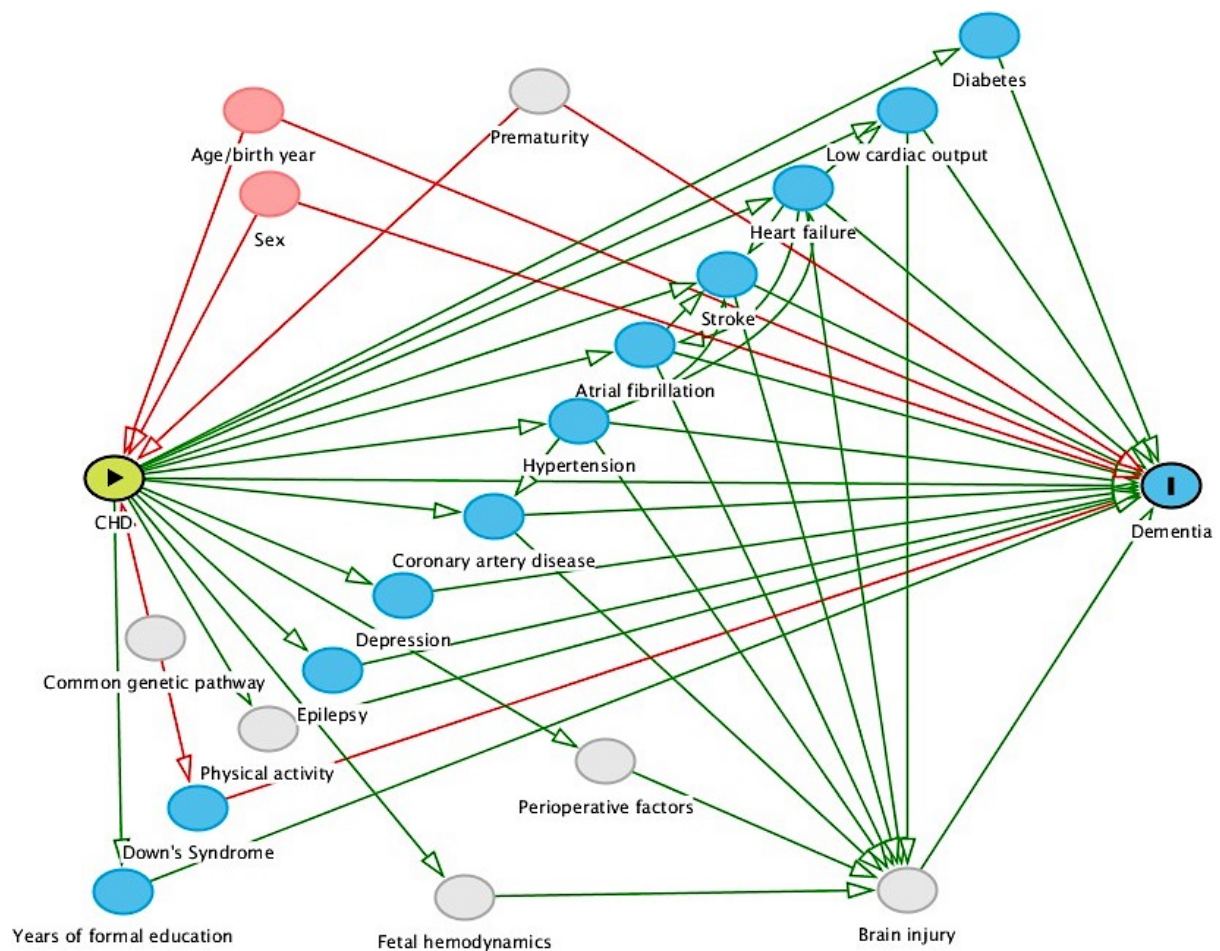 Diabetes
Low cardiac output
Prematurity
Age/birth year
Heart failure
Sex
Stroke
Atrial fibrillation
Hypertension
CHD
Dementia
Coronary artery disease
Depression
Common genetic pathway
Epilepsy
Physical activity
Perioperative factors
Down's Syndrome
Years of formal education
Fetal hemodynamics
Brain injury